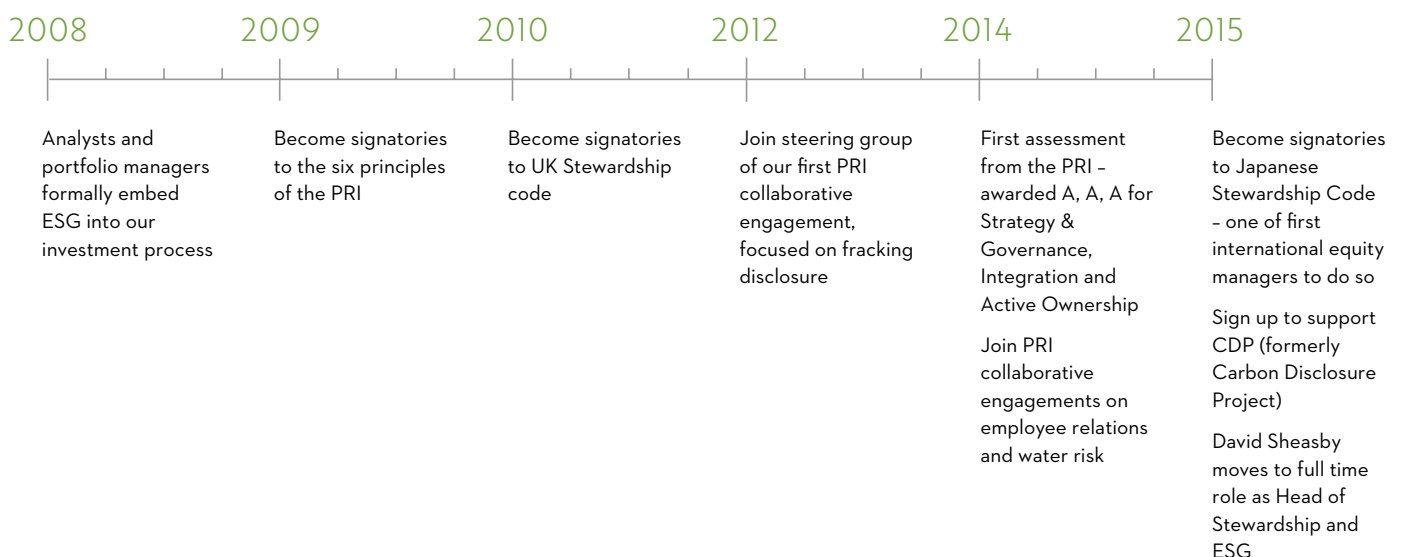 2008
2009
2010
2012
2014
2015
Analysts and
portfolio managers
formally embed
ESG into our
investment process
Become signatories
to the six principles
of the PRI
Become signatories
to UK Stewardship
code
Join steering group
of our first PRI
collaborative
engagement,
focused on fracking
disclosure
First assessment
from the PRI –
awarded A, A, A for
Strategy &
Governance,
Integration and
Active Ownership
Join PRI
collaborative
engagements on
employee relations
and water risk
Become signatories
to Japanese
Stewardship Code
– one of first
international equity
managers to do so
Sign up to support
CDP (formerly
Carbon Disclosure
Project)
David Sheasby
moves to full time
role as Head of
Stewardship and
ESG